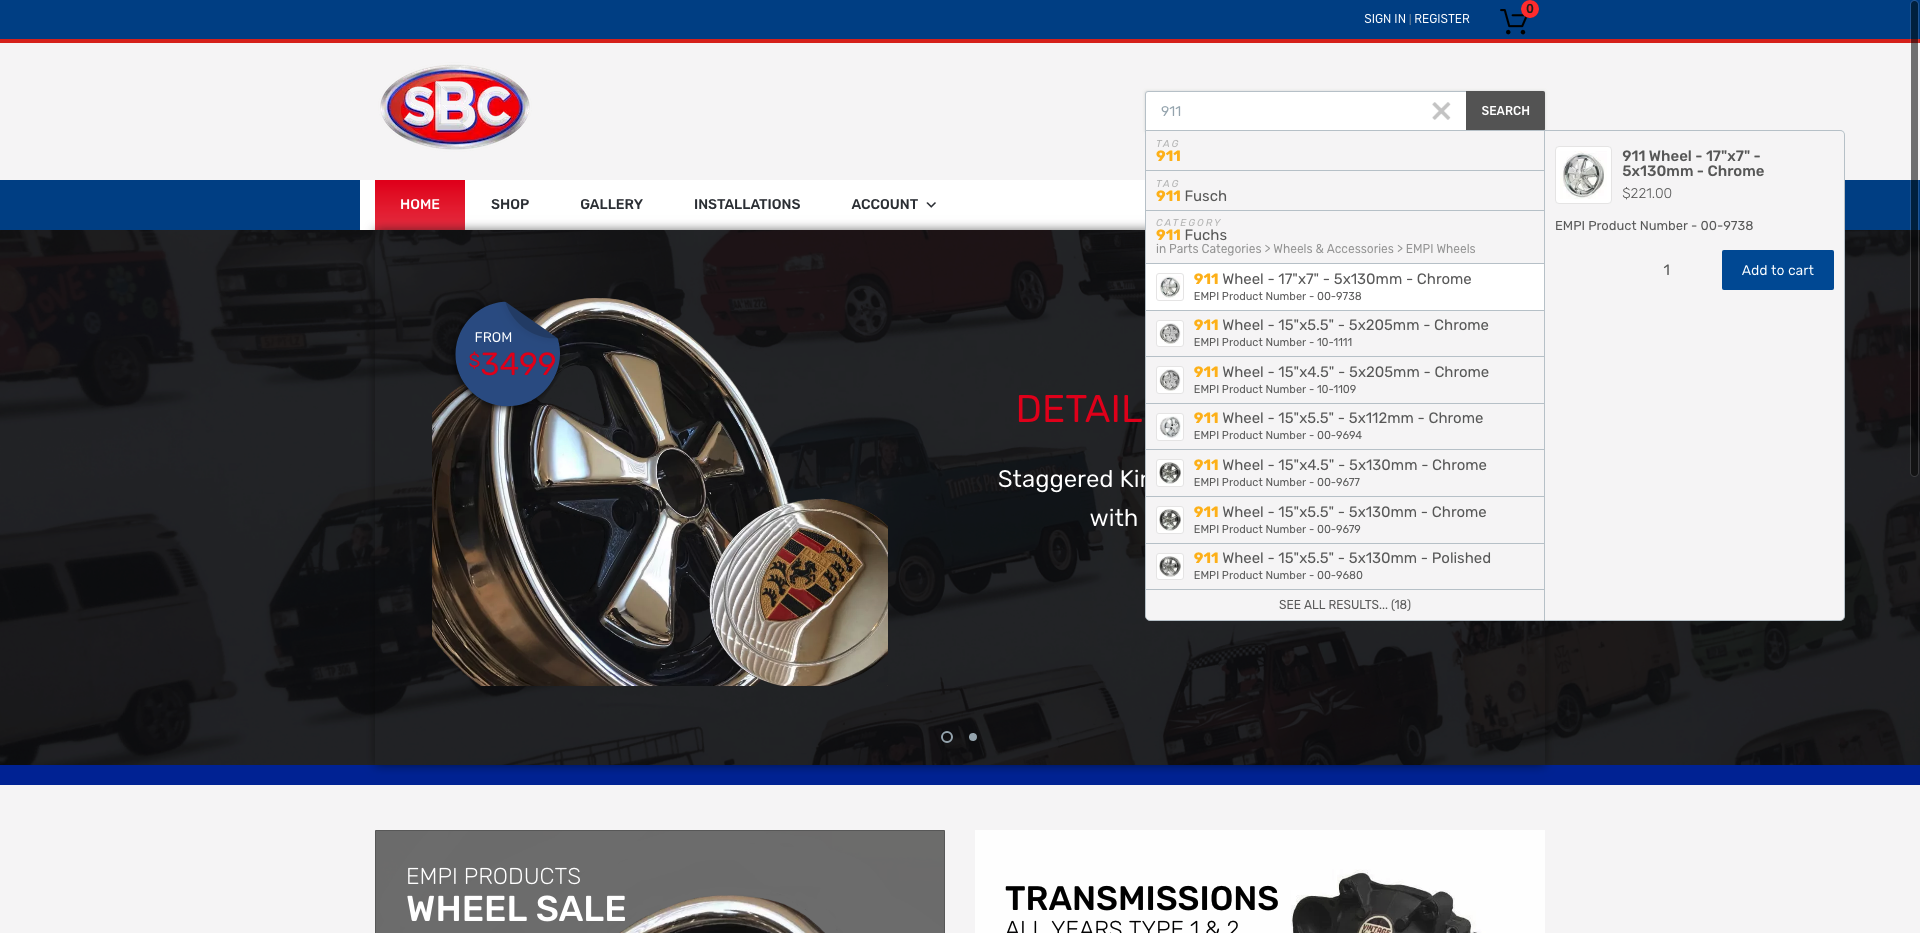 SIGN IN | REGISTER
0
SBC
911
SEARCH
HOME
SHOP
GALLERY
INSTALLATIONS
ACCOUNT
TAG
911
TAG
911 Fusch
CATEGORY
911 Fuchs
in Parts Categories > Wheels & Accessories > EMPI Wheels
911 Wheel - 17"x7" - 5x130mm - Chrome
EMPI Product Number - 00-9738
911 Wheel - 15"x5.5" - 5x205mm - Chrome
EMPI Product Number - 10-1111
911 Wheel - 15"x4.5" - 5x205mm - Chrome
EMPI Product Number - 10-1109
911 Wheel - 15"x5.5" - 5x112mm - Chrome
EMPI Product Number - 00-9694
911 Wheel - 15"x4.5" - 5x130mm - Chrome
EMPI Product Number - 00-9677
911 Wheel - 15"x5.5" - 5x130mm - Chrome
EMPI Product Number - 00-9679
911 Wheel - 15"x5.5" - 5x130mm - Polished
EMPI Product Number - 00-9680
SEE ALL RESULTS... (18)
911 Wheel - 17"x7" -
5x130mm - Chrome
$221.00
EMPI Product Number - 00-9738
1
Add to cart
FROM
$3499
DETAIL
Staggered Kin
with
EMPI PRODUCTS
WHEEL SALE
TRANSMISSIONS
ALL YEARS TYPE 1 & 2
VINTAGE